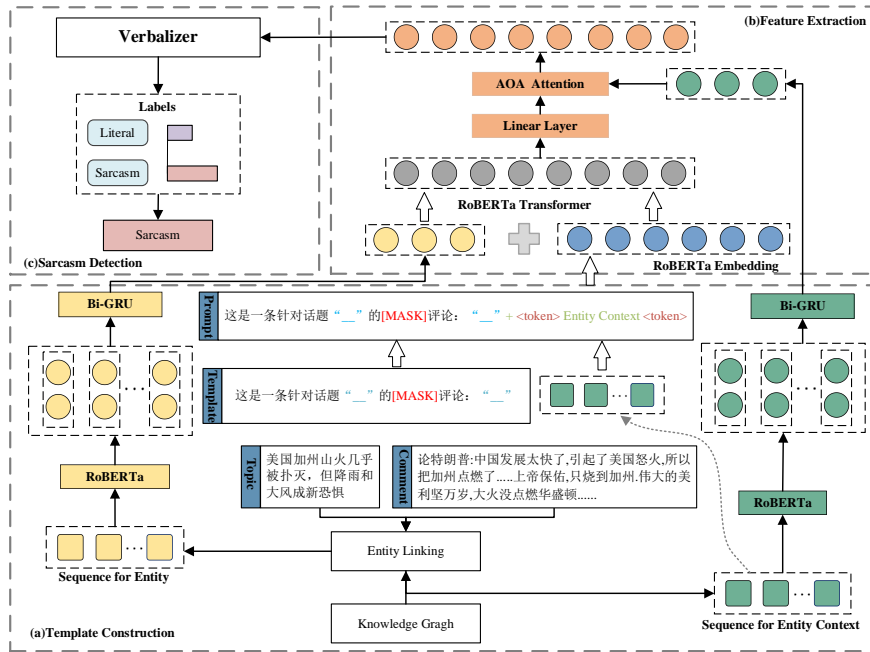 (b)Feature Extraction
Verbalizer
AOA Attention
Labels
Linear Layer
Literal
Sarcasm
RoBERTa Transformer
Sarcasm
(c)Sarcasm Detection
RoBERTa Embedding
Bi-GRU
Bi-GRU
Prompt
这是一条针对话题 “__” 的[MASK]评论: “__” + <token> Entity Context <token>
Template
这是一条针对话题 “__” 的[MASK]评论: “__”
Topic
美国加州山火几乎
被扑灭，但降雨和
大风成新恐惧
Comment
论特朗普:中国发展太快了,引起了美国怒火,所以
把加州点燃了.....上帝保佑,只烧到加州.伟大的美
利坚万岁,大火没点燃华盛顿......
RoBERTa
RoBERTa
Entity Linking
Sequence for Entity
Knowledge Gragh
Sequence for Entity Context
(a)Template Construction